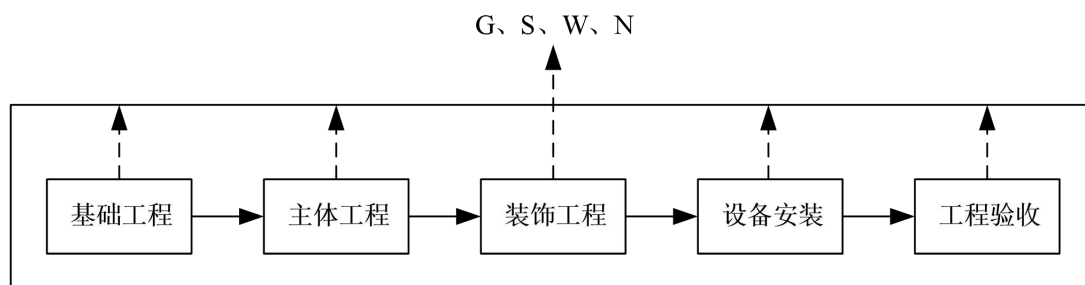 G、S、W、N
基础工程
主体工程
装饰工程
设备安装
工程验收